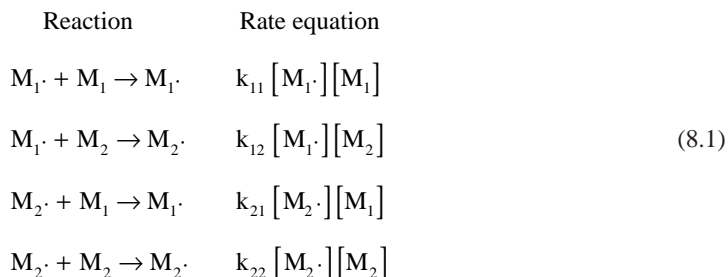 Reaction Rate equation
M₁· + M₁ → M₁· k₁₁ [M₁·][M₁]
M₁· + M₂ → M₂· k₁₂ [M₁·][M₂] (8.1)
M₂· + M₁ → M₁· k₂₁ [M₂·][M₁]
M₂· + M₂ → M₂· k₂₂ [M₂·][M₂]